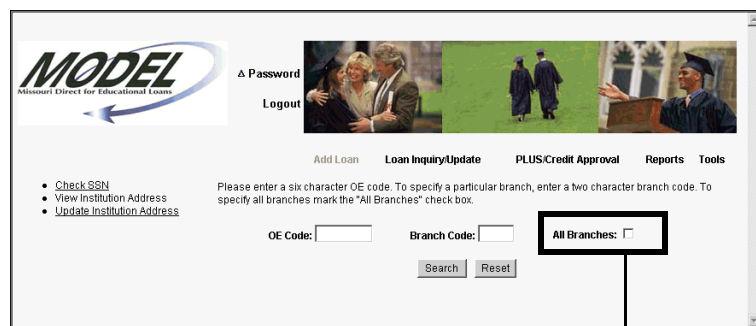 MODEL
Missouri Direct for Educational Loans
Δ Password
Logout
Add Loan Loan Inquiry/Update PLUS/Credit Approval Reports Tools
Check SSN
View Institution Address
Update Institution Address
Please enter a six character OE code. To specify a particular branch, enter a two character branch code. To
specify all branches mark the "All Branches" check box.
OE Code: Branch Code: All Branches:
Search Reset